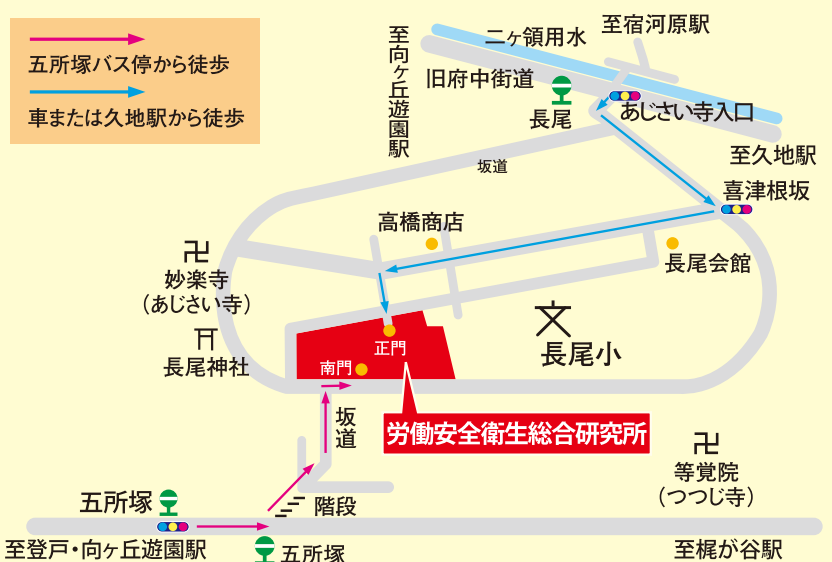 五所塚バス停から徒歩
車または久地駅から徒歩
至向ヶ丘遊園駅
二ヶ領用水
至宿河原駅
旧府中街道
長尾
あじさい寺入口
至久地駅
坂道
喜津根坂
高橋商店
長尾会館
卍
妙楽寺
（あじさい寺）
長尾神社
文
長尾小
正門
南門
坂道
労働安全衛生総合研究所
卍
等覚院
（つつじ寺）
階段
五所塚
五所塚
至登戸・向ヶ丘遊園駅
至梶が谷駅